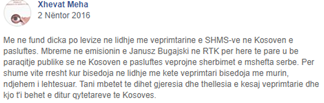 Xhevat Meha
2 Nëntor 2016
Me ne fund dicka po levize ne lidhje me veprimtarine e SHMS-ve ne Kosoven e
pasluftes. Mbreme ne emisionin e Janusz Bugajski ne RTK per here te pare u be
paraqitje publike se ne Kosoven e pasluftes veprojne sherbimet e mshefta serbe. Per
shume vite rresht kur bisedoja ne lidhje me kete veprimtari bisedoja me murin,
ndjehem i lehtesuar. Tani mbetet te dihet gjeresia dhe thellesia e kesaj veprimtarie dhe
kjo t'i behet e ditur qytetareve te Kosoves.